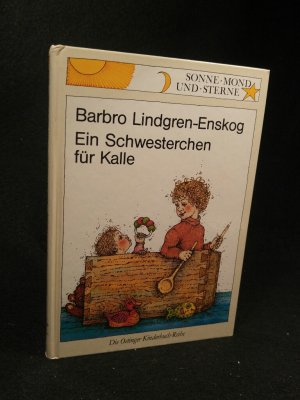 SONNE·MOND
UND·STERNE
Barbro Lindgren-Enskog
Ein Schwesterchen
für Kalle
Die Oetinger Kinderbuch-Reihe